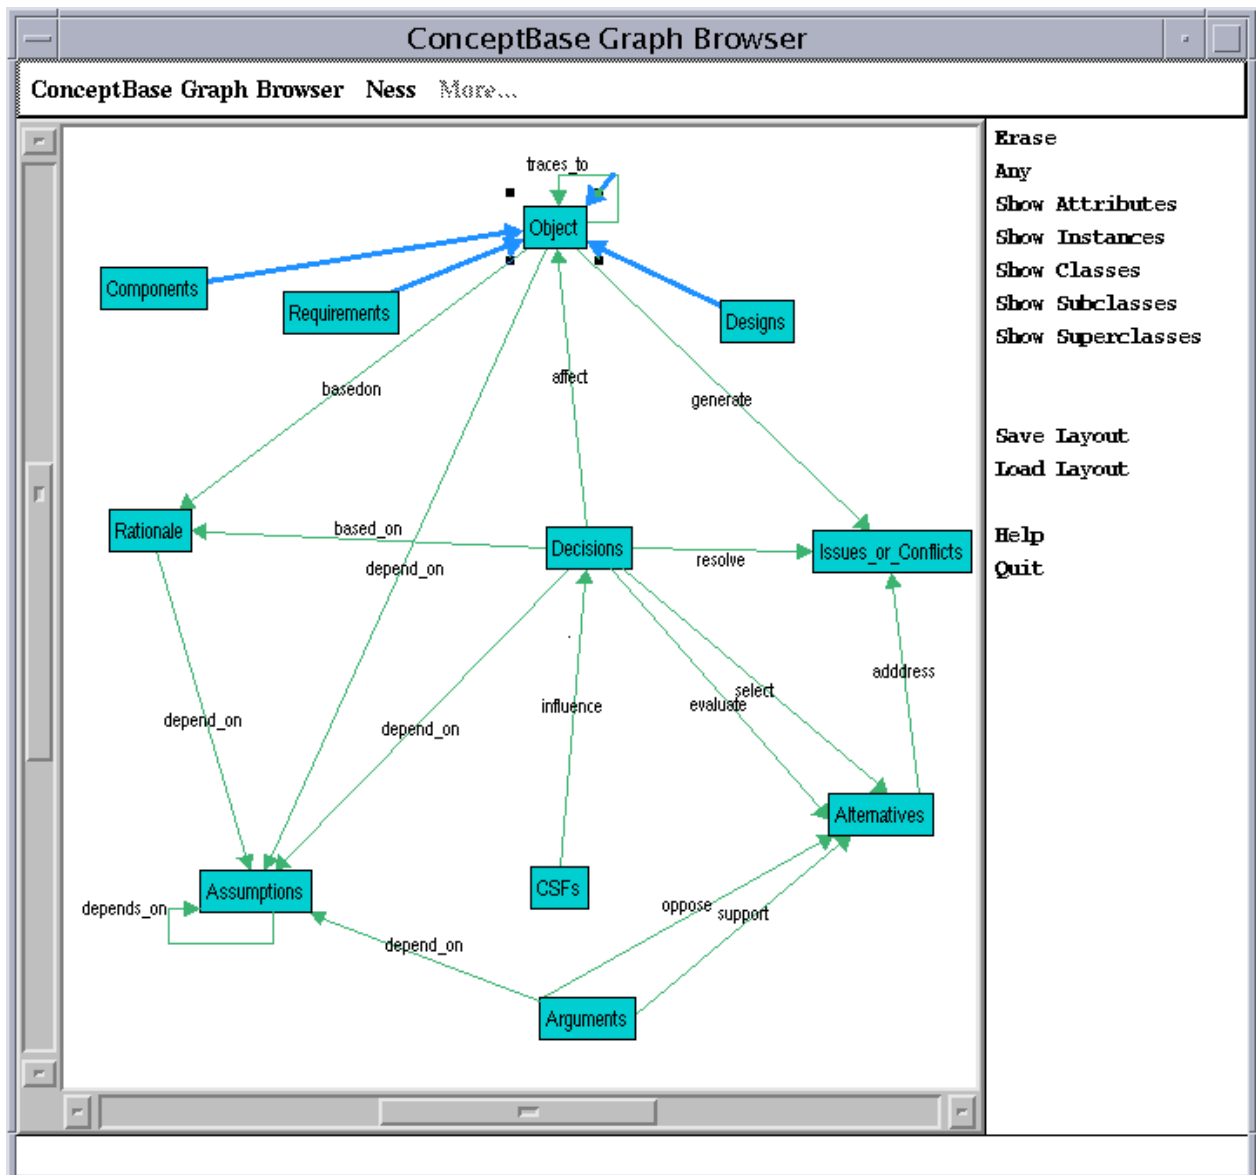 ConceptBase Graph Browser
ConceptBase Graph Browser Ness More...
Erase
Any
Show Attributes
Show Instances
Show Classes
Show Subclasses
Show Superclasses
Save Layout
Load Layout
Help
Quit
traces_to
Object
Components
Requirements
Designs
basedon
affect
generate
Rationale
based_on
Decisions
resolve
Issues_or_Conflicts
depend_on
adddress
select
evaluate
influence
depend_on
depend_on
Alternatives
Assumptions
CSFs
depends_on
oppose
support
depend_on
Arguments